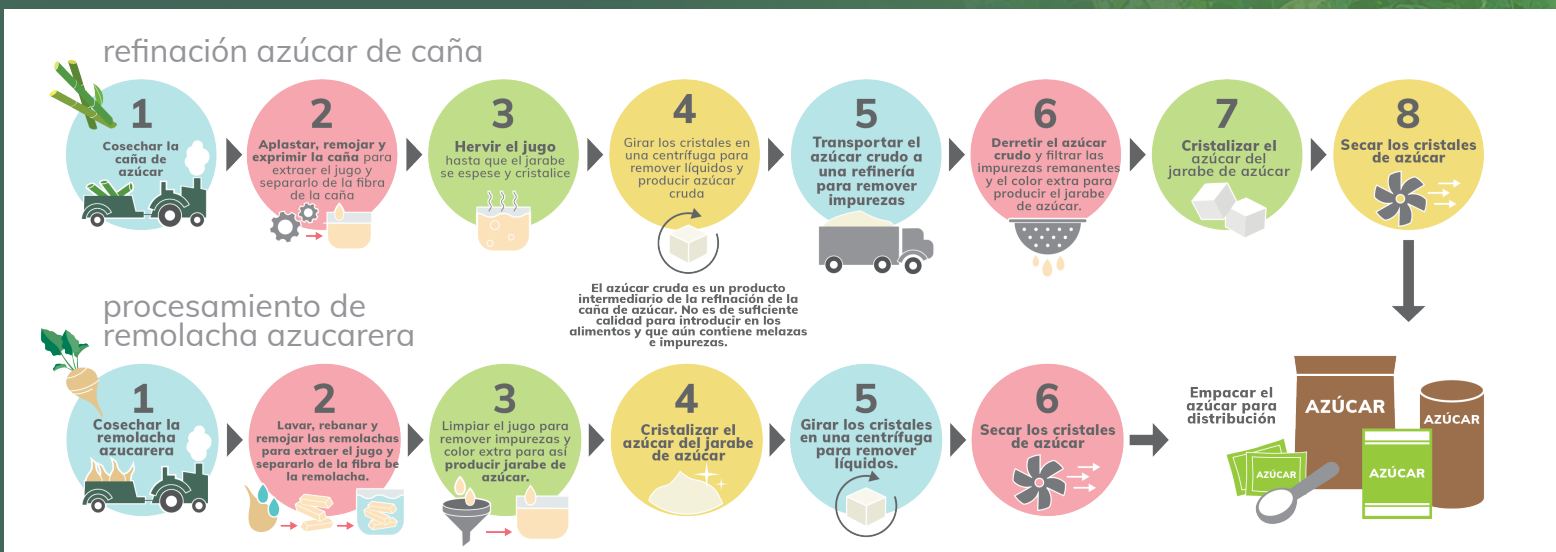 refinación azúcar de caña
1
Cosechar la
caña de
azúcar
2
Aplastar, remojar y
exprimir la caña para
extraer el jugo y
separarlo de la fibra
de la caña
3
Hervir el jugo
hasta que el jarabe
se espese y cristalice
4
Girar los cristales en
una centrífuga para
remover líquidos y
producir azúcar
cruda
El azúcar cruda es un producto
intermediario de la refinación de la
caña de azúcar. No es de suficiente
calidad para introducir en los
alimentos y que aún contiene melazas
e impurezas.
5
Transportar el
azúcar crudo a
una refinería
para remover
impurezas
6
Derretir el azúcar
crudo y filtrar las
impurezas remanentes
y el color extra para
producir el jarabe
de azúcar.
7
Cristalizar el
azúcar del
jarabe de azúcar
8
Secar los cristales
de azúcar
procesamiento de
remolacha azucarera
1
Cosechar la
remolacha
azucarera
2
Lavar, rebanar y
remojar las remolachas
para extraer el jugo y
separarlo de la fibra be
la remolacha.
3
Limpiar el jugo para
remover impurezas y
color extra para así
producir jarabe de
azúcar.
4
Cristalizar el
azúcar del jarabe
de azúcar
5
Girar los cristales
en una centrífuga
para remover
líquidos.
6
Secar los cristales
de azúcar
Empacar el
azúcar para
distribución
AZÚCAR
AZÚCAR
AZÚCAR
AZÚCAR